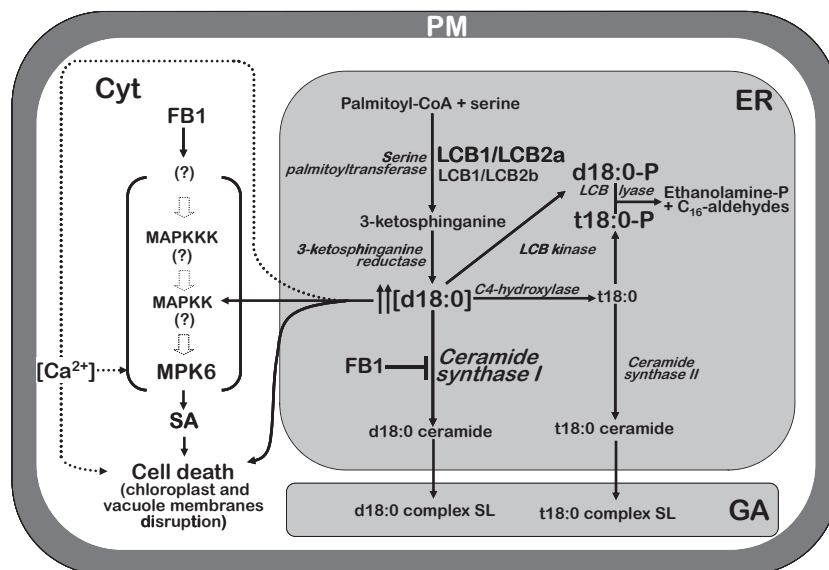 PM
Cyt
FB1
(?)
MAPKKK
(?)
MAPKK
(?)
[Ca²⁺]
MPK6
SA
Cell death
(chloroplast and
vacuole membranes
disruption)
ER
Palmitoyl-CoA + serine
Serine
palmitoyltransferase
LCB1/LCB2a
LCB1/LCB2b
3-ketosphinganine
3-ketosphinganine
reductase
[d18:0]
C4-hydroxylase
t18:0
LCB kinase
d18:0-P
LCB lyase
t18:0-P
Ethanolamine-P
+ C₁₆-aldehydes
FB1
Ceramide
synthase I
Ceramide
synthase II
d18:0 ceramide
t18:0 ceramide
GA
d18:0 complex SL
t18:0 complex SL